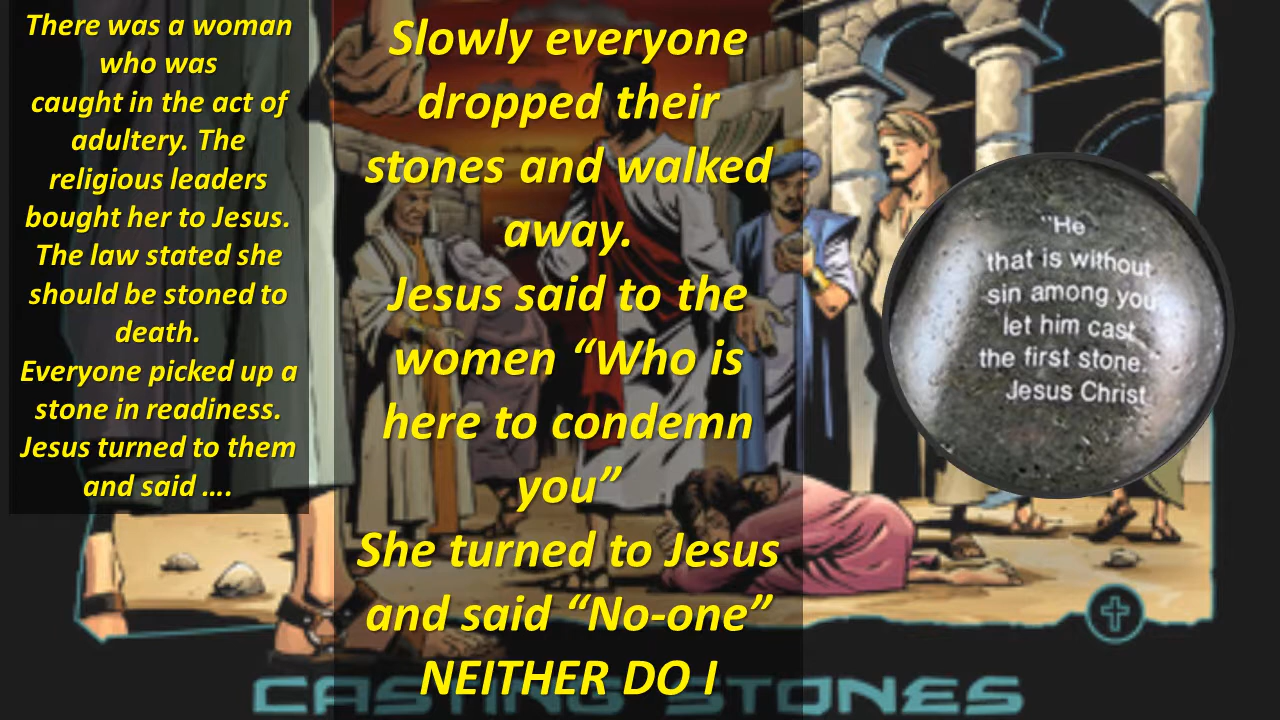 There was a woman
who was
caught in the act of
adultery. The
religious leaders
bought her to Jesus.
The law stated she
should be stoned to
death.
Everyone picked up a
stone in readiness.
Jesus turned to them
and said ....
Slowly everyone
dropped their
stones and walked
away.
Jesus said to the
women “Who is
here to condemn
you”
She turned to Jesus
and said “No-one”
NEITHER DO I
"He
that is without
sin among you
let him cast
the first stone."
Jesus Christ
CASTING STONES